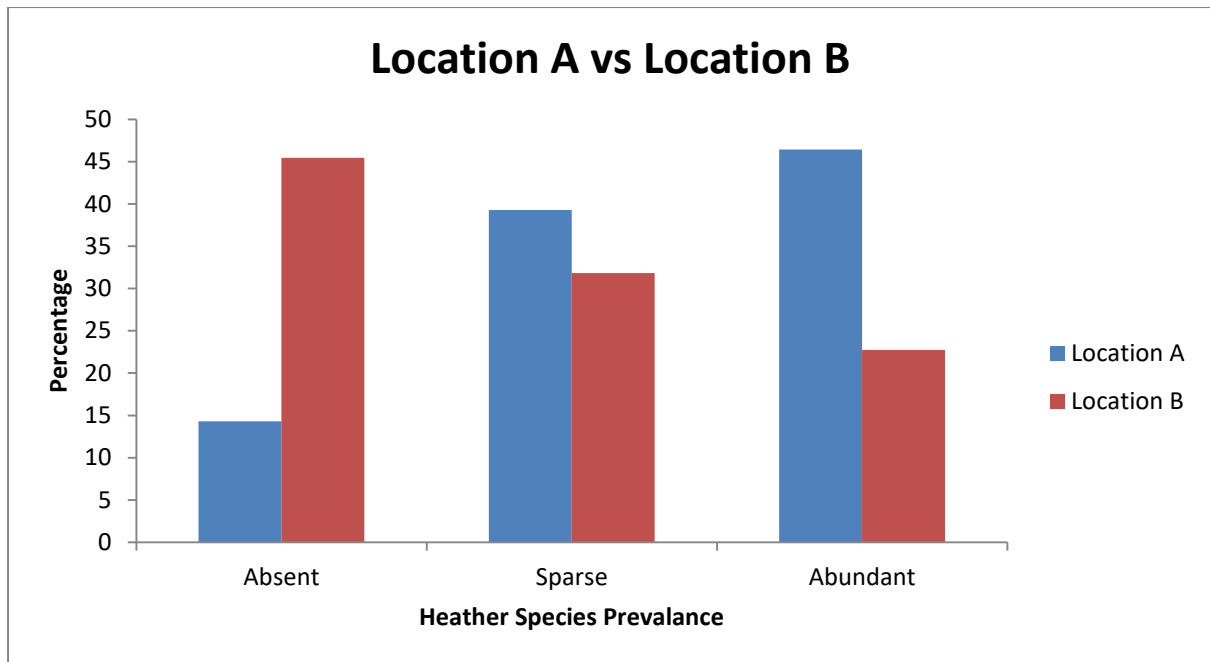 Location A vs Location B
50
45
40
35
30
25
20
15
10
5
0
Percentage
Absent Sparse Abundant
Heather Species Prevalance
Location A
Location B